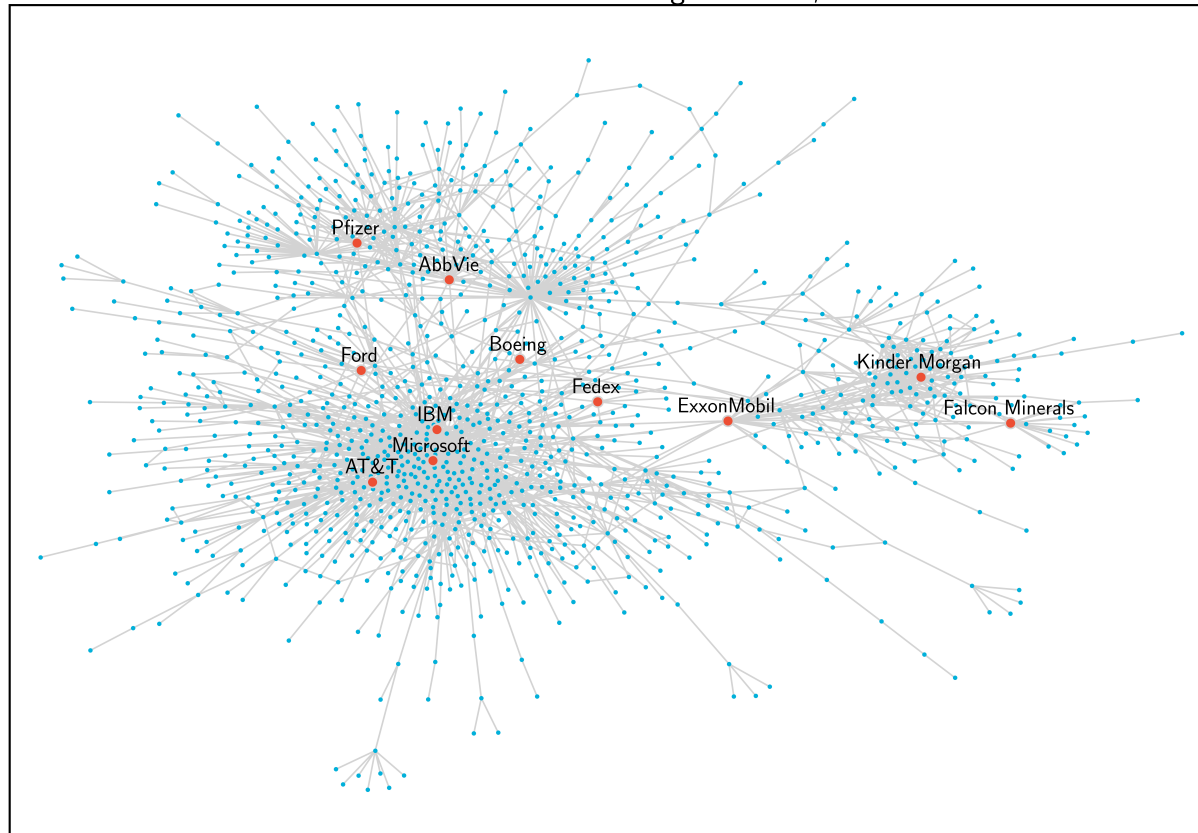 Pfizer
AbbVie
Boeing
Ford
Kinder Morgan
Fedex
ExxonMobil
Falcon Minerals
IBM
Microsoft
AT&T